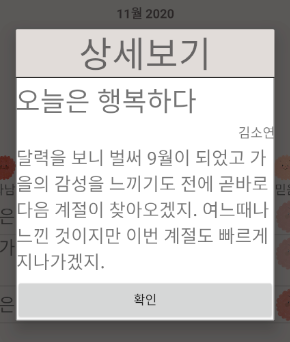 11월 2020
상세보기
오늘은 행복하다
김소연
달력을 보니 벌써 9월이 되었고 가
을의 감성을 느끼기도 전에 곧바로
다음 계절이 찾아오겠지. 여느때나
느낀 것이지만 이번 계절도 빠르게
지나가겠지.
확인